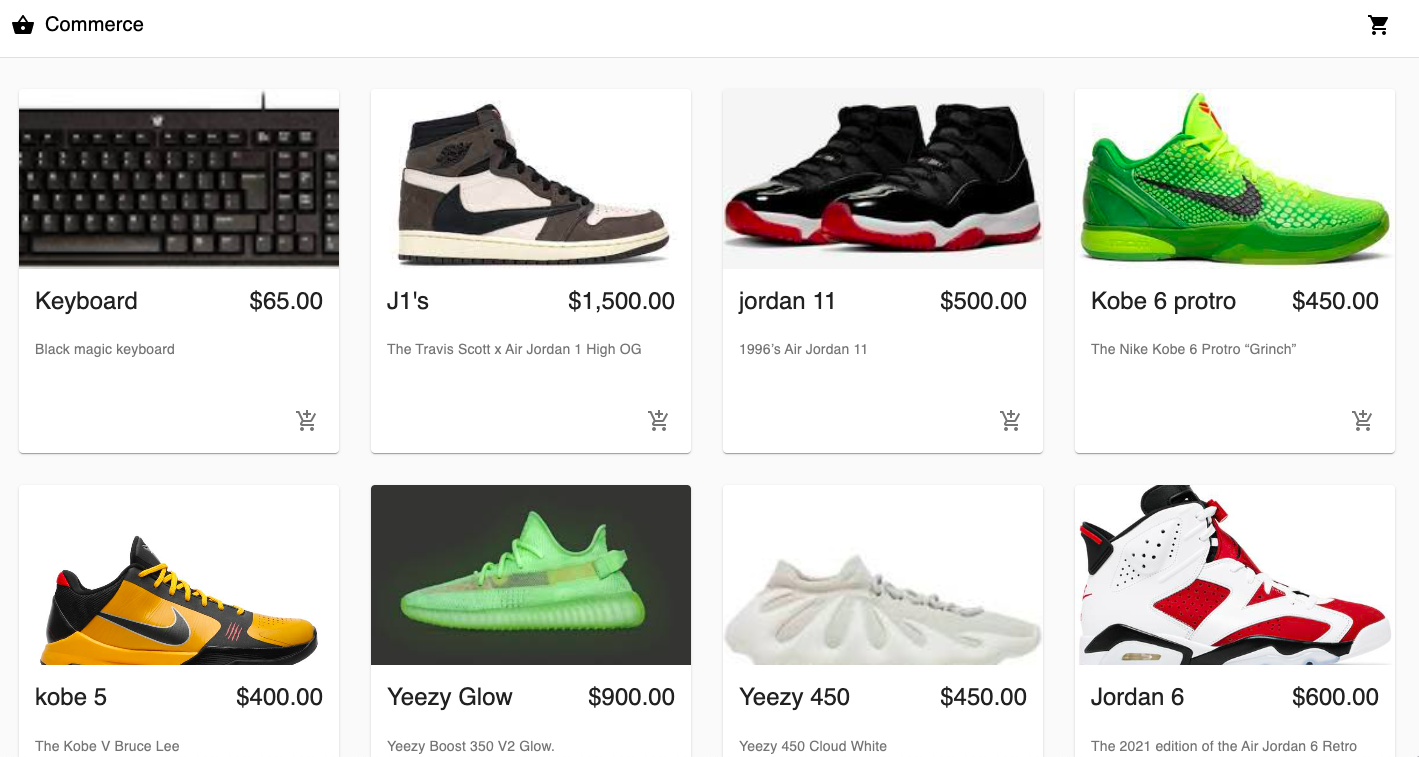 Commerce
Keyboard $65.00
Black magic keyboard
J1's $1,500.00
The Travis Scott x Air Jordan 1 High OG
jordan 11 $500.00
1996’s Air Jordan 11
Kobe 6 protro $450.00
The Nike Kobe 6 Protro “Grinch”
kobe 5 $400.00
The Kobe V Bruce Lee
Yeezy Glow $900.00
Yeezy Boost 350 V2 Glow.
Yeezy 450 $450.00
Yeezy 450 Cloud White
Jordan 6 $600.00
The 2021 edition of the Air Jordan 6 Retro